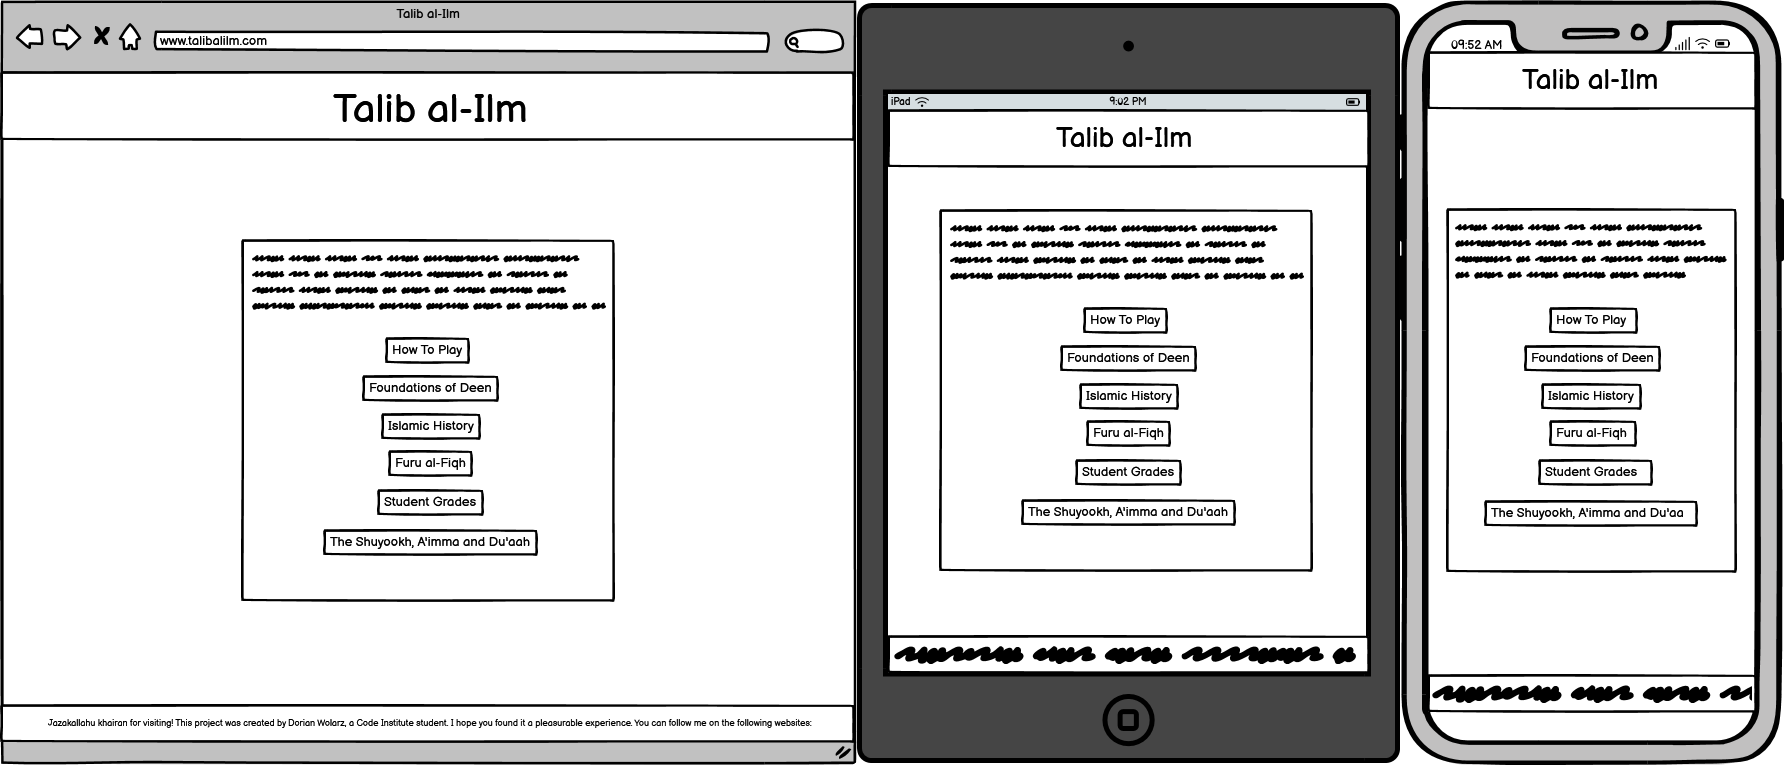 Talib al-Ilm
www.talibalilm.com
Talib al-Ilm
How To Play
Foundations of Deen
Islamic History
Furu al-Fiqh
Student Grades
The Shuyookh, A'imma and Du'aah
Jazakallahu khairan for visiting! This project was created by Dorian Wolarz, a Code Institute student. I hope you found it a pleasurable experience. You can follow me on the following websites:
iPad
9:02 PM
Talib al-Ilm
How To Play
Foundations of Deen
Islamic History
Furu al-Fiqh
Student Grades
The Shuyookh, A'imma and Du'aah
09:52 AM
Talib al-Ilm
How To Play
Foundations of Deen
Islamic History
Furu al-Fiqh
Student Grades
The Shuyookh, A'imma and Du'aa